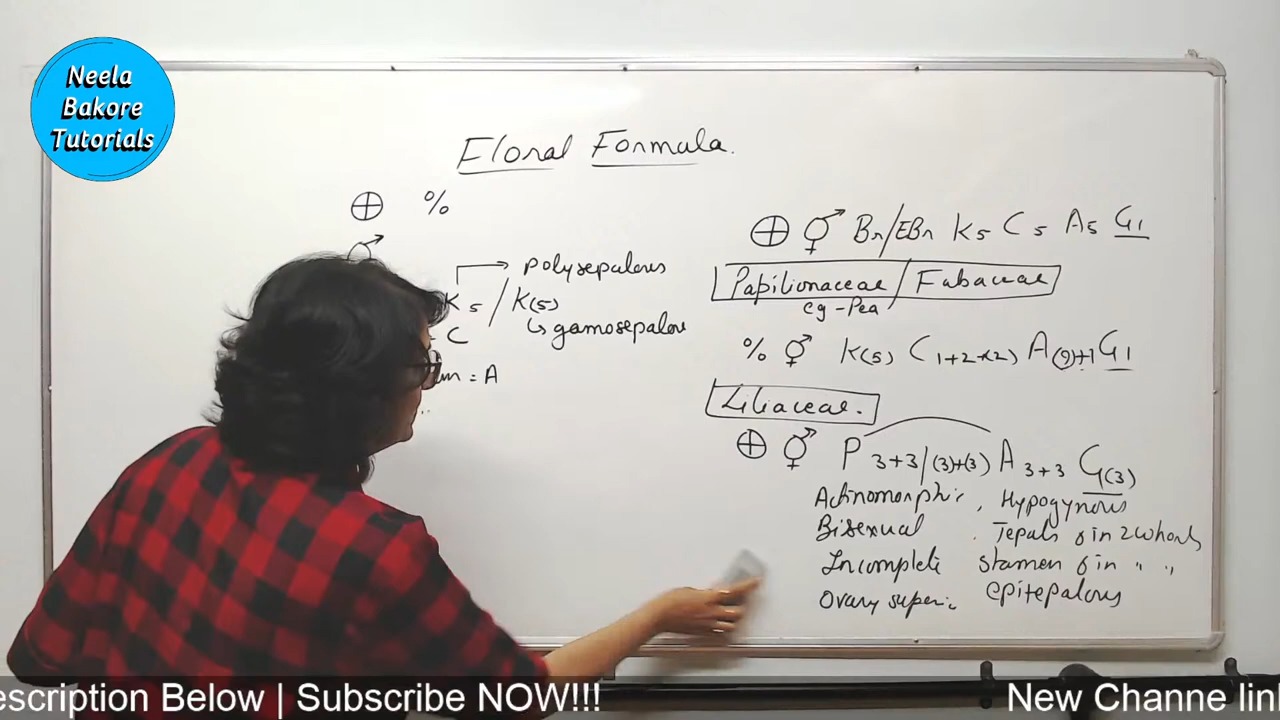 Neela
Bakore
Tutorials
Floral Formula.
⊕ %
K5 / K(5)
polysepalous
gamosepalous
C
= A
⊕ ⚥ Br/EBr K5 C5 A5 G1
Papilionaceae / Fabaceae
eg - Pea
% ⚥ K(5) C1+2+(2) A(9)+1 G1
Liliaceae.
⊕ ⚥ P3+3/(3)+(3) A3+3 G(3)
Actinomorphic, Hypogynous
Bisexual . Tepals 6 in 2 whorls
Incomplete stamen 6 in " "
Ovary superior epitepalous
escription Below | Subscribe NOW!!! New Channe link